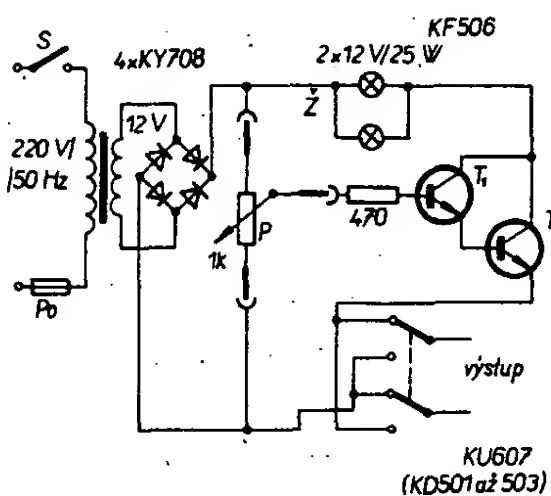 KF506
S
4xKY708
2x12 V/25 W
Ž
12 V
220 V/
/50 Hz
T₁
T
470
P
1k
Po
výstup
KU607
(KD501 až 503)